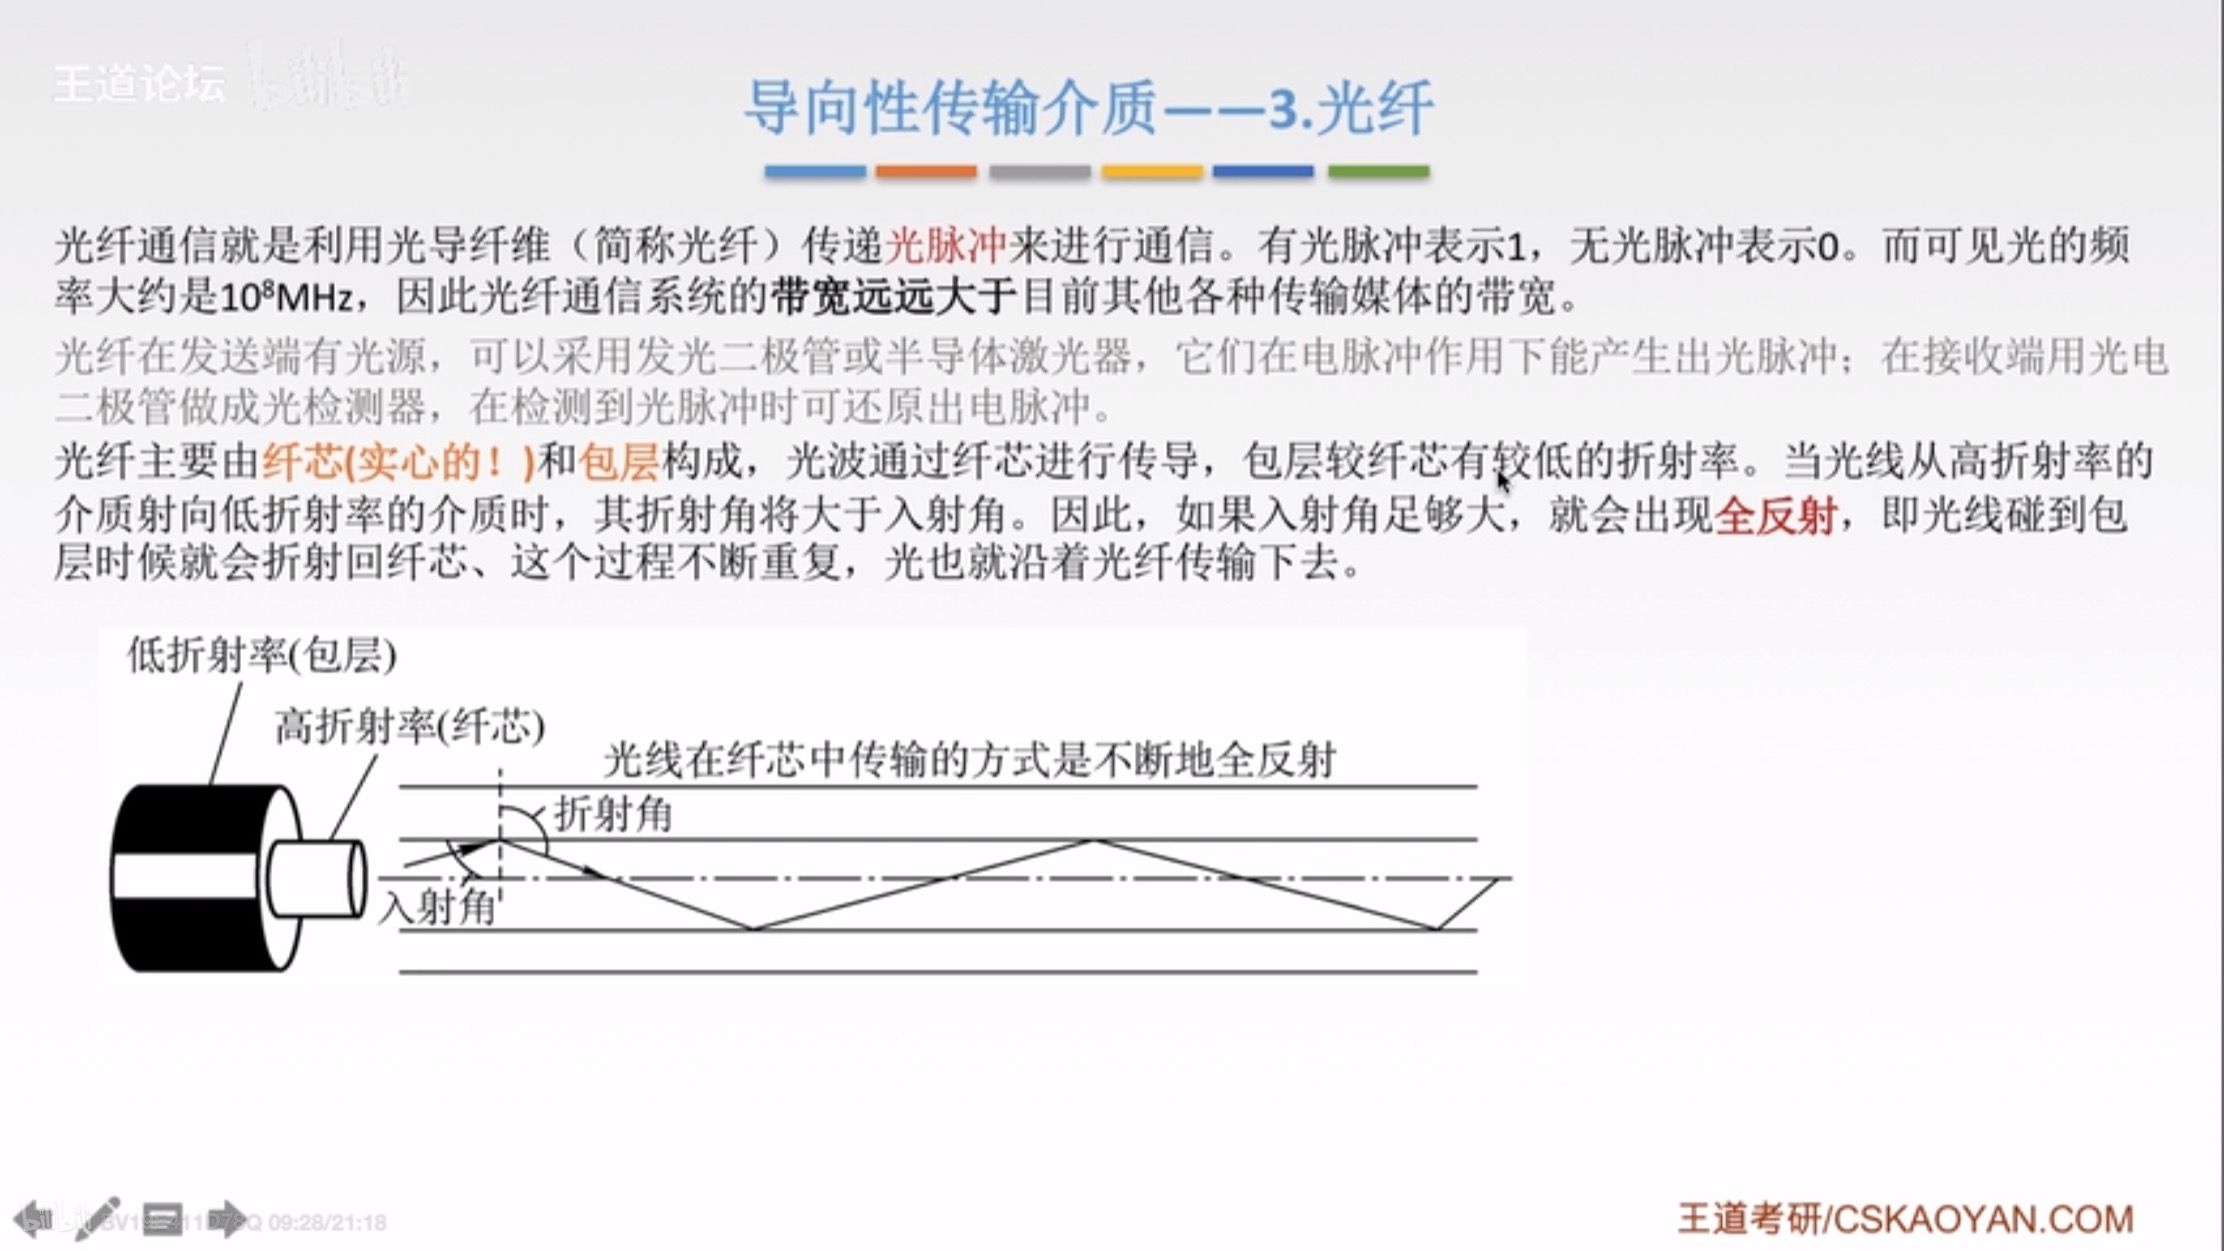 王道论坛 bilibili
导向性传输介质——3.光纤
光纤通信就是利用光导纤维（简称光纤）传递光脉冲来进行通信。有光脉冲表示1，无光脉冲表示0。而可见光的频
率大约是10⁸MHz，因此光纤通信系统的带宽远远大于目前其他各种传输媒体的带宽。
光纤在发送端有光源，可以采用发光二极管或半导体激光器，它们在电脉冲作用下能产生出光脉冲；在接收端用光电
二极管做成光检测器，在检测到光脉冲时可还原出电脉冲。
光纤主要由纤芯(实心的！)和包层构成，光波通过纤芯进行传导，包层较纤芯有较低的折射率。当光线从高折射率的
介质射向低折射率的介质时，其折射角将大于入射角。因此，如果入射角足够大，就会出现全反射，即光线碰到包
层时候就会折射回纤芯、这个过程不断重复，光也就沿着光纤传输下去。
低折射率(包层)
高折射率(纤芯)
光线在纤芯中传输的方式是不断地全反射
折射角
入射角
09:28/21:18
王道考研/CSKAOYAN.COM